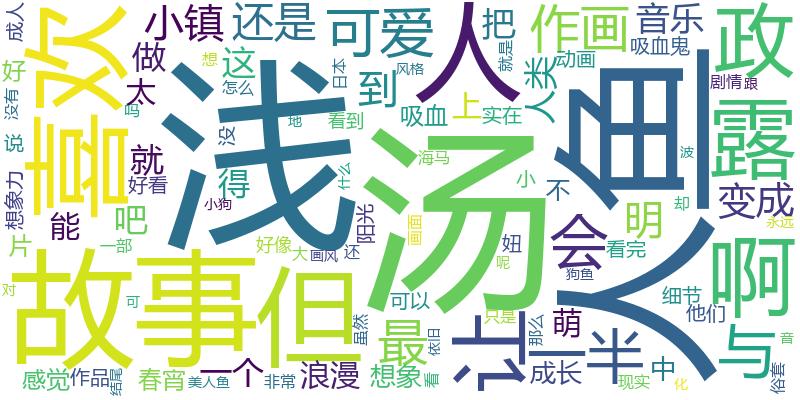 成人
喜欢
小镇
还是
可爱
人
把
作画
音乐
政
没有
好
做
太
这
想
怎么
日本
风格
到
就是
动画
吸血鬼
人类
剧情
跟
浅
汤
人鱼
露
没
吗
地
看到
吸血
上
实在
说
想象力
能
就
好看
得
小狗
什么
海马
小
不
明
波
却
变成
永远
片
吧
一部
好像
大
画风
还
阳光
画画
妞
呢
会
狗鱼
看完
啊
故事
但
对
可
虽然
可以
最
依旧
只是
让
那么
萌
一半
细节
他们
与
音
感觉
作品
结尾
春宵
美人鱼
一个
非常
浪漫
想象
看
成长
现实
中
化
俗套